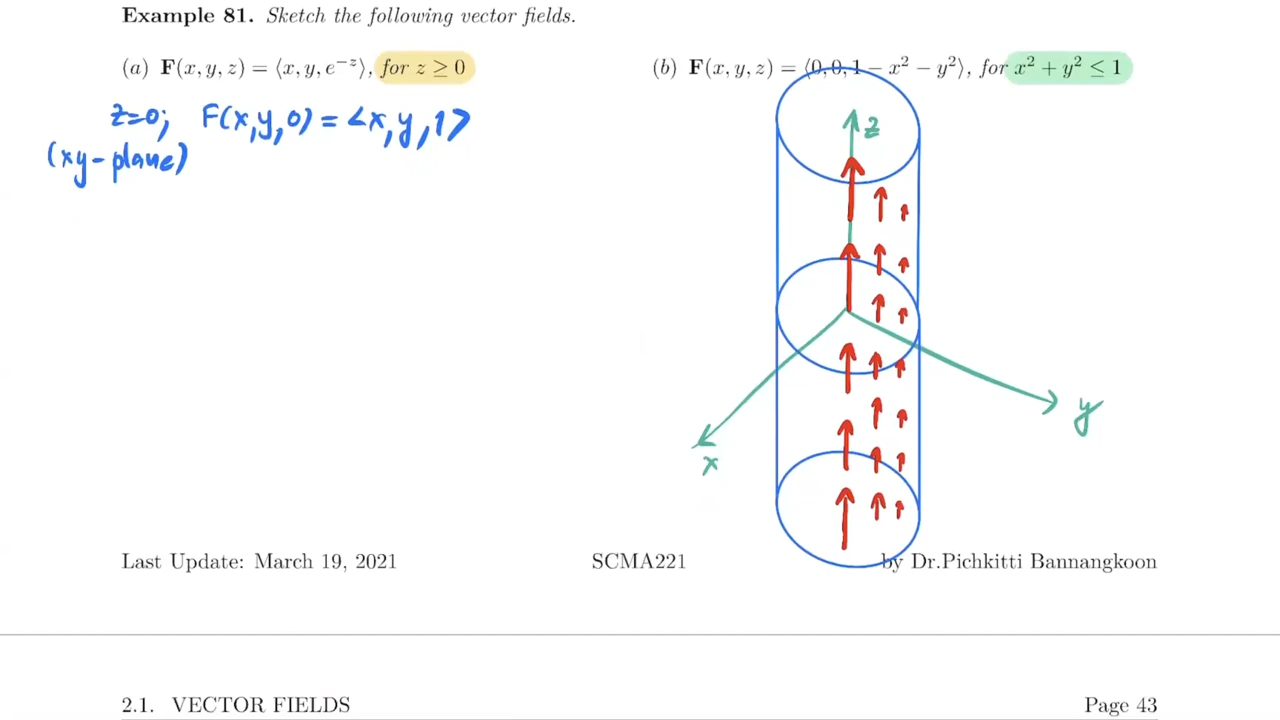 Example 81. Sketch the following vector fields.
(a) F(x, y, z) = ⟨x, y, e^{−z}⟩, for z ≥ 0
z=0; F(x,y,0) = <x,y,1>
(xy-plane)
(b) F(x, y, z) = ⟨0, 0, 1 − x² − y²⟩, for x² + y² ≤ 1
z
y
x
Last Update: March 19, 2021 SCMA221 by Dr.Pichkitti Bannangkoon
2.1. VECTOR FIELDS Page 43